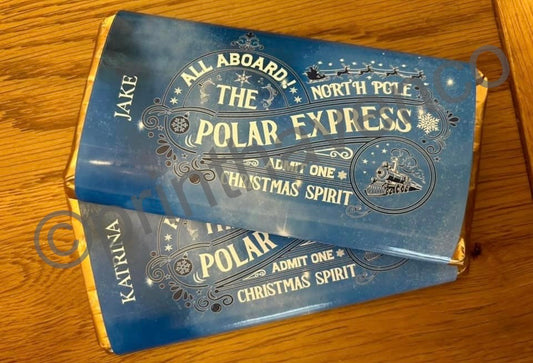 JAKE
ALL ABOARD!
THE
NORTH POLE
POLAR EXPRESS
ADMIT ONE
CHRISTMAS SPIRIT
KATRINA
POLAR
ADMIT ONE
CHRISTMAS SPIRIT